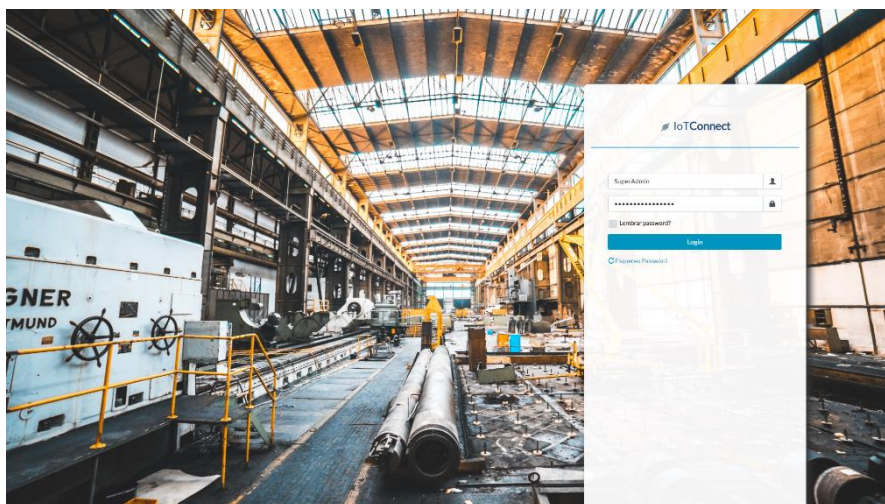 GNER
TMUND
IoTConnect
SuperAdmin
Lembrar password?
Login
Esqueceu Password